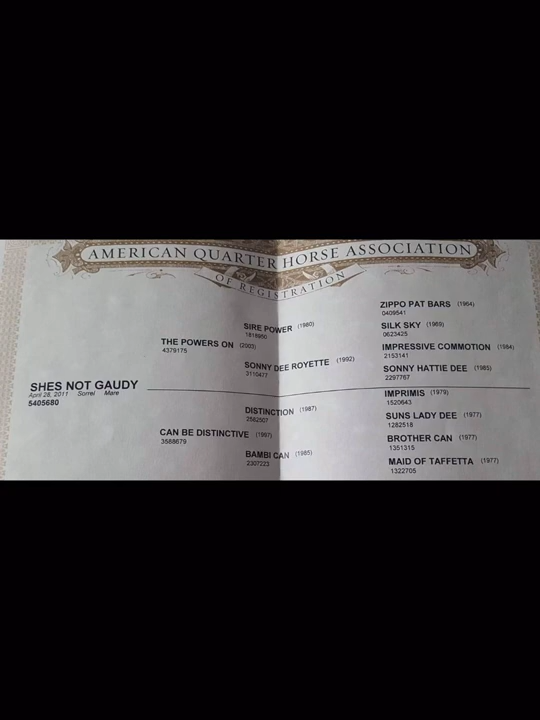 AMERICAN QUARTER HORSE ASSOCIATION
OF REGISTRATION
ZIPPO PAT BARS (1964)
0409541
SIRE POWER (1980)
1618950
SILK SKY (1969)
0623425
THE POWERS ON (2003)
4379175
IMPRESSIVE COMMOTION (1984)
2153141
SONNY DEE ROYETTE (1992)
3110477
SONNY HATTIE DEE (1985)
2297767
SHES NOT GAUDY
April 28, 2011 Sorrel Mare
5405680
IMPRIMIS (1979)
1520643
DISTINCTION (1987)
2562507
SUNS LADY DEE (1977)
1282518
CAN BE DISTINCTIVE (1997)
3588679
BROTHER CAN (1977)
1351315
BAMBI CAN (1985)
2307223
MAID OF TAFFETTA (1977)
1322705